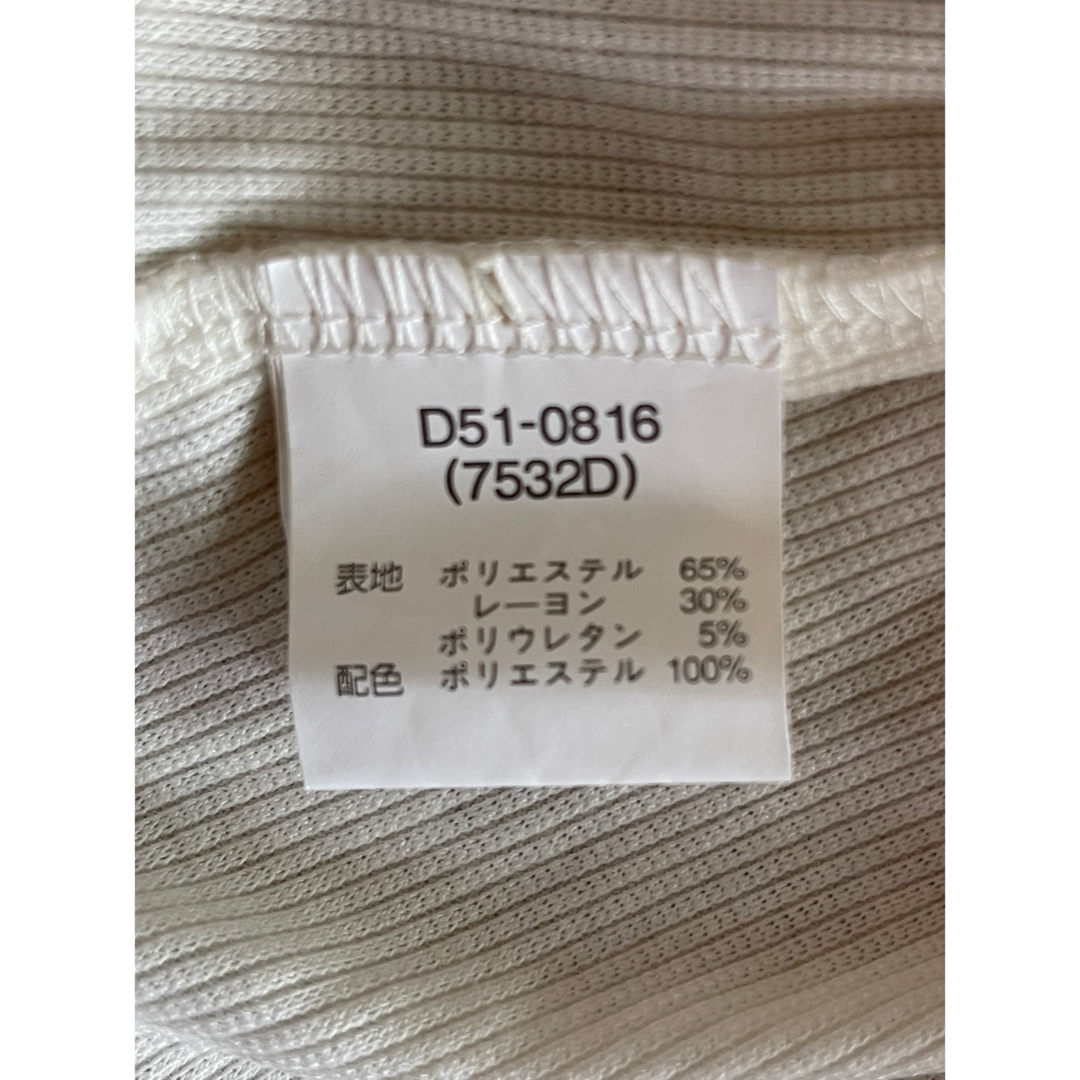 D51-0816
(7532D)
表地 ポリエステル 65%
レーヨン 30%
ポリウレタン 5%
配色 ポリエステル 100%